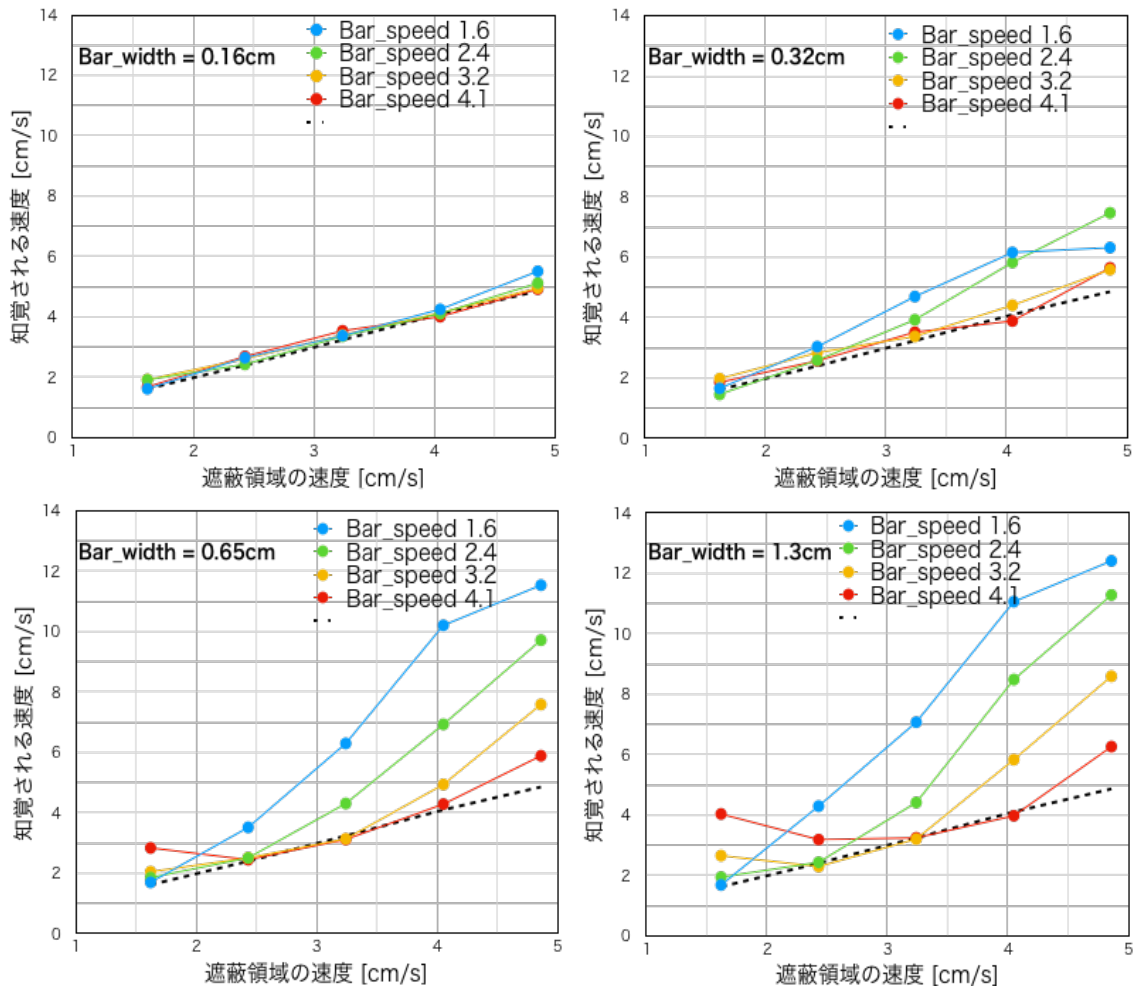 14
12
10
8
6
4
2
0
Bar_width = 0.16cm
Bar_speed 1.6
Bar_speed 2.4
Bar_speed 3.2
Bar_speed 4.1
知覚される速度 [cm/s]
1 2 3 4 5
遮蔽領域の速度 [cm/s]
14
12
10
8
6
4
2
0
Bar_width = 0.32cm
Bar_speed 1.6
Bar_speed 2.4
Bar_speed 3.2
Bar_speed 4.1
知覚される速度 [cm/s]
1 2 3 4 5
遮蔽領域の速度 [cm/s]
14
12
10
8
6
4
2
0
Bar_width = 0.65cm
Bar_speed 1.6
Bar_speed 2.4
Bar_speed 3.2
Bar_speed 4.1
知覚される速度 [cm/s]
1 2 3 4 5
遮蔽領域の速度 [cm/s]
14
12
10
8
6
4
2
0
Bar_width = 1.3cm
Bar_speed 1.6
Bar_speed 2.4
Bar_speed 3.2
Bar_speed 4.1
知覚される速度 [cm/s]
1 2 3 4 5
遮蔽領域の速度 [cm/s]